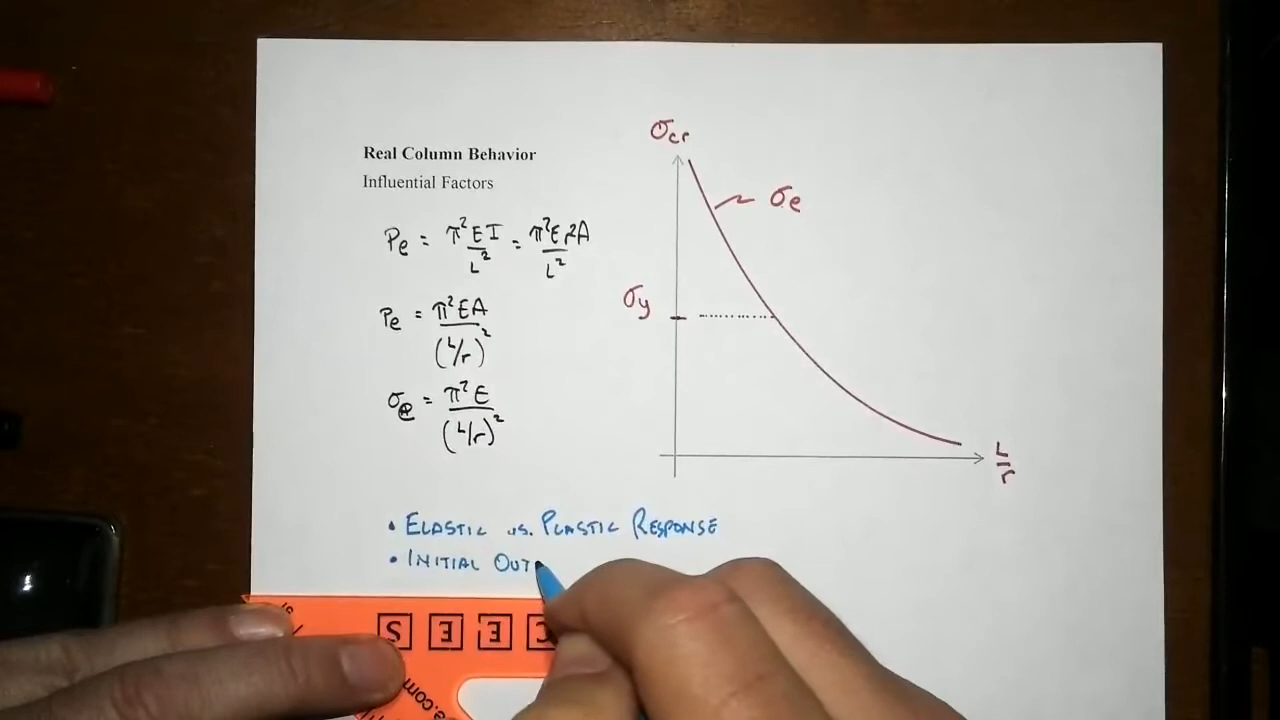 Real Column Behavior
Influential Factors
Pe = π²EI/L² = π²Er²A/L²
Pe = π²EA/(L/r)²
σe = π²E/(L/r)²
σcr
σe
σy
L/r
• ELASTIC vs. PLASTIC RESPONSE
• INITIAL OUT
S E E C
.com